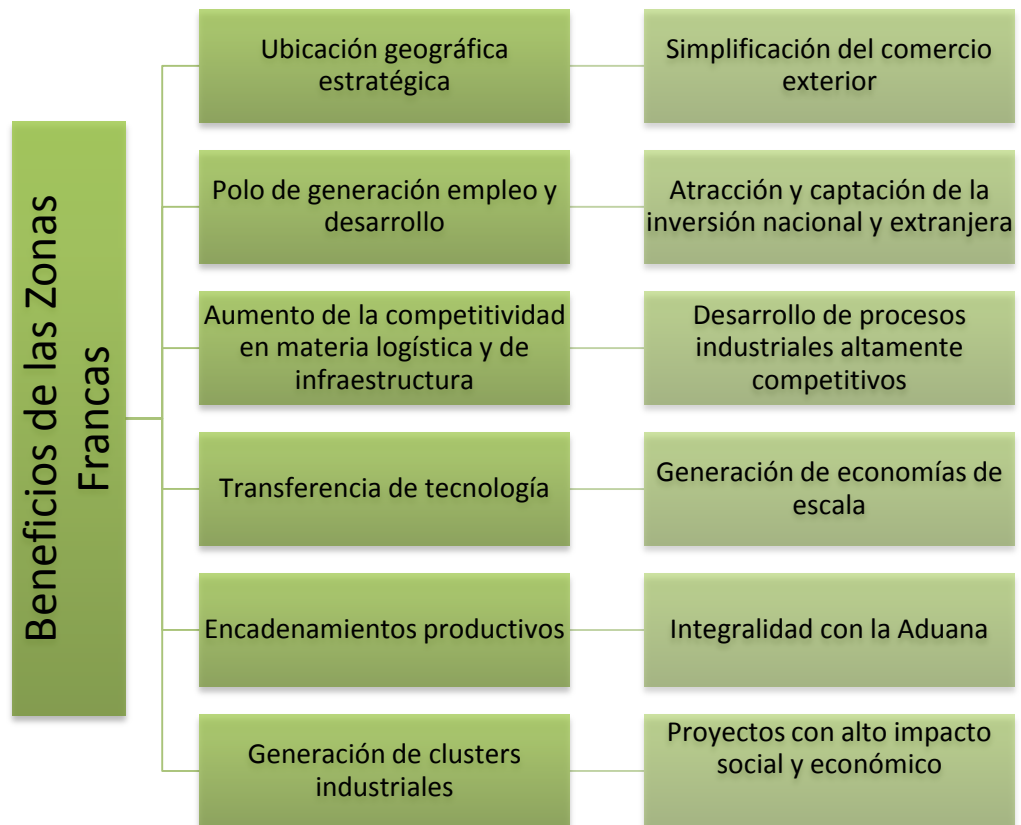 Beneficios de las Zonas
Francas
Ubicación geográfica
estratégica
Simplificación del comercio
exterior
Polo de generación empleo y
desarrollo
Atracción y captación de la
inversión nacional y extranjera
Aumento de la competitividad
en materia logística y de
infraestructura
Desarrollo de procesos
industriales altamente
competitivos
Transferencia de tecnología
Generación de economías de
escala
Encadenamientos productivos
Integralidad con la Aduana
Generación de clusters
industriales
Proyectos con alto impacto
social y económico